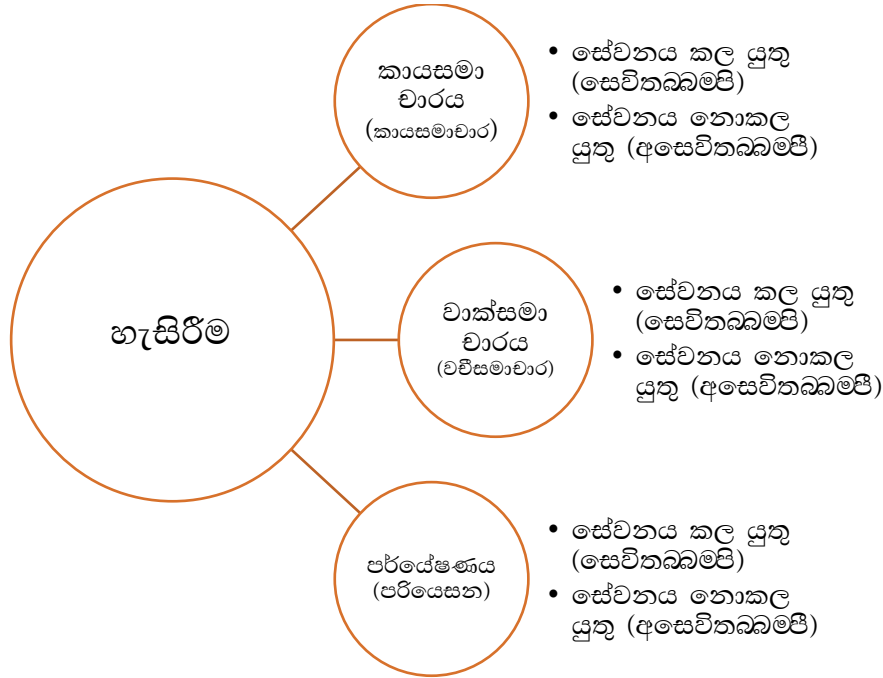 හැසිරීම
කායසමා
චාරය
(කායසමාචාර)
• සේවනය කල යුතු
(සෙවිතබ්බම්පි)
• සේවනය නොකල
යුතු (අසෙවිතබ්බම්පී)
වාක්සමා
චාරය
(වචීසමාචාර)
• සේවනය කල යුතු
(සෙවිතබ්බම්පි)
• සේවනය නොකල
යුතු (අසෙවිතබ්බම්පී)
පර්යේෂණය
(පරියෙසන)
• සේවනය කල යුතු
(සෙවිතබ්බම්පි)
• සේවනය නොකල
යුතු (අසෙවිතබ්බම්පී)